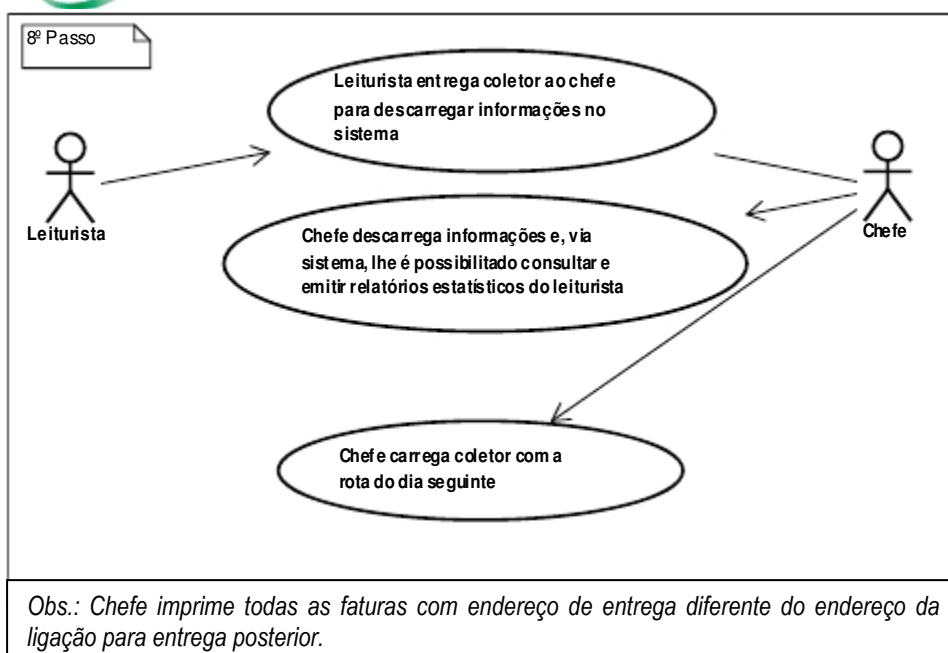 8º Passo
Leiturista entrega coletor ao chefe
para descarregar informações no
sistema
Leiturista
Chefe
Chefe descarrega informações e, via
sistema, lhe é possibilitado consultar e
emitir relatórios estatísticos do leiturista
Chefe carrega coletor com a
rota do dia seguinte
Obs.: Chefe imprime todas as faturas com endereço de entrega diferente do endereço da
ligação para entrega posterior.